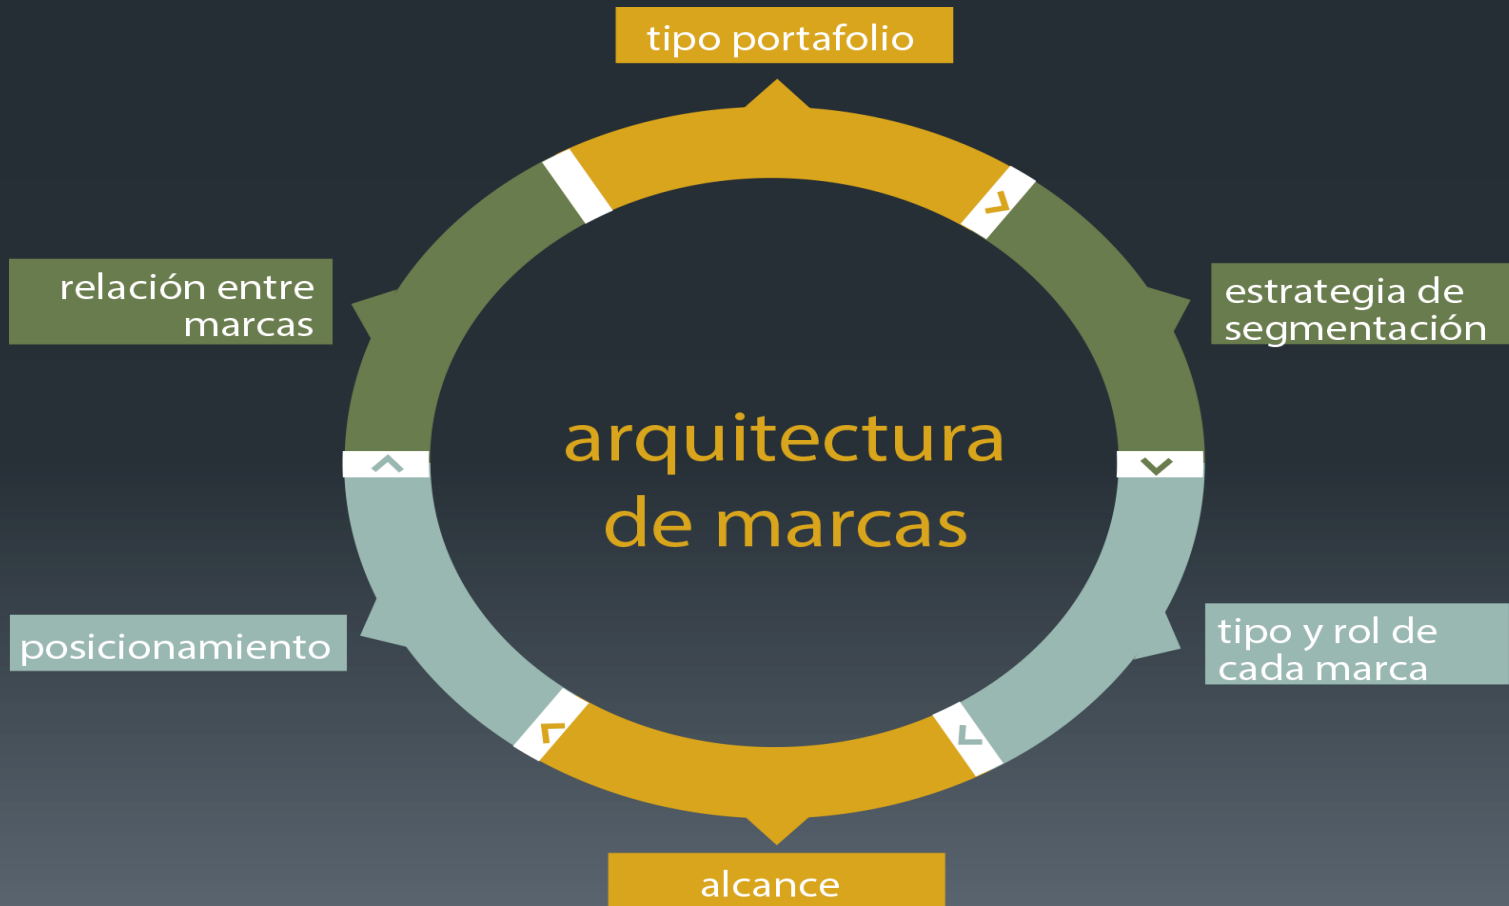 tipo portafolio
relación entre
marcas
estrategia de
segmentación
arquitectura
de marcas
posicionamiento
tipo y rol de
cada marca
alcance